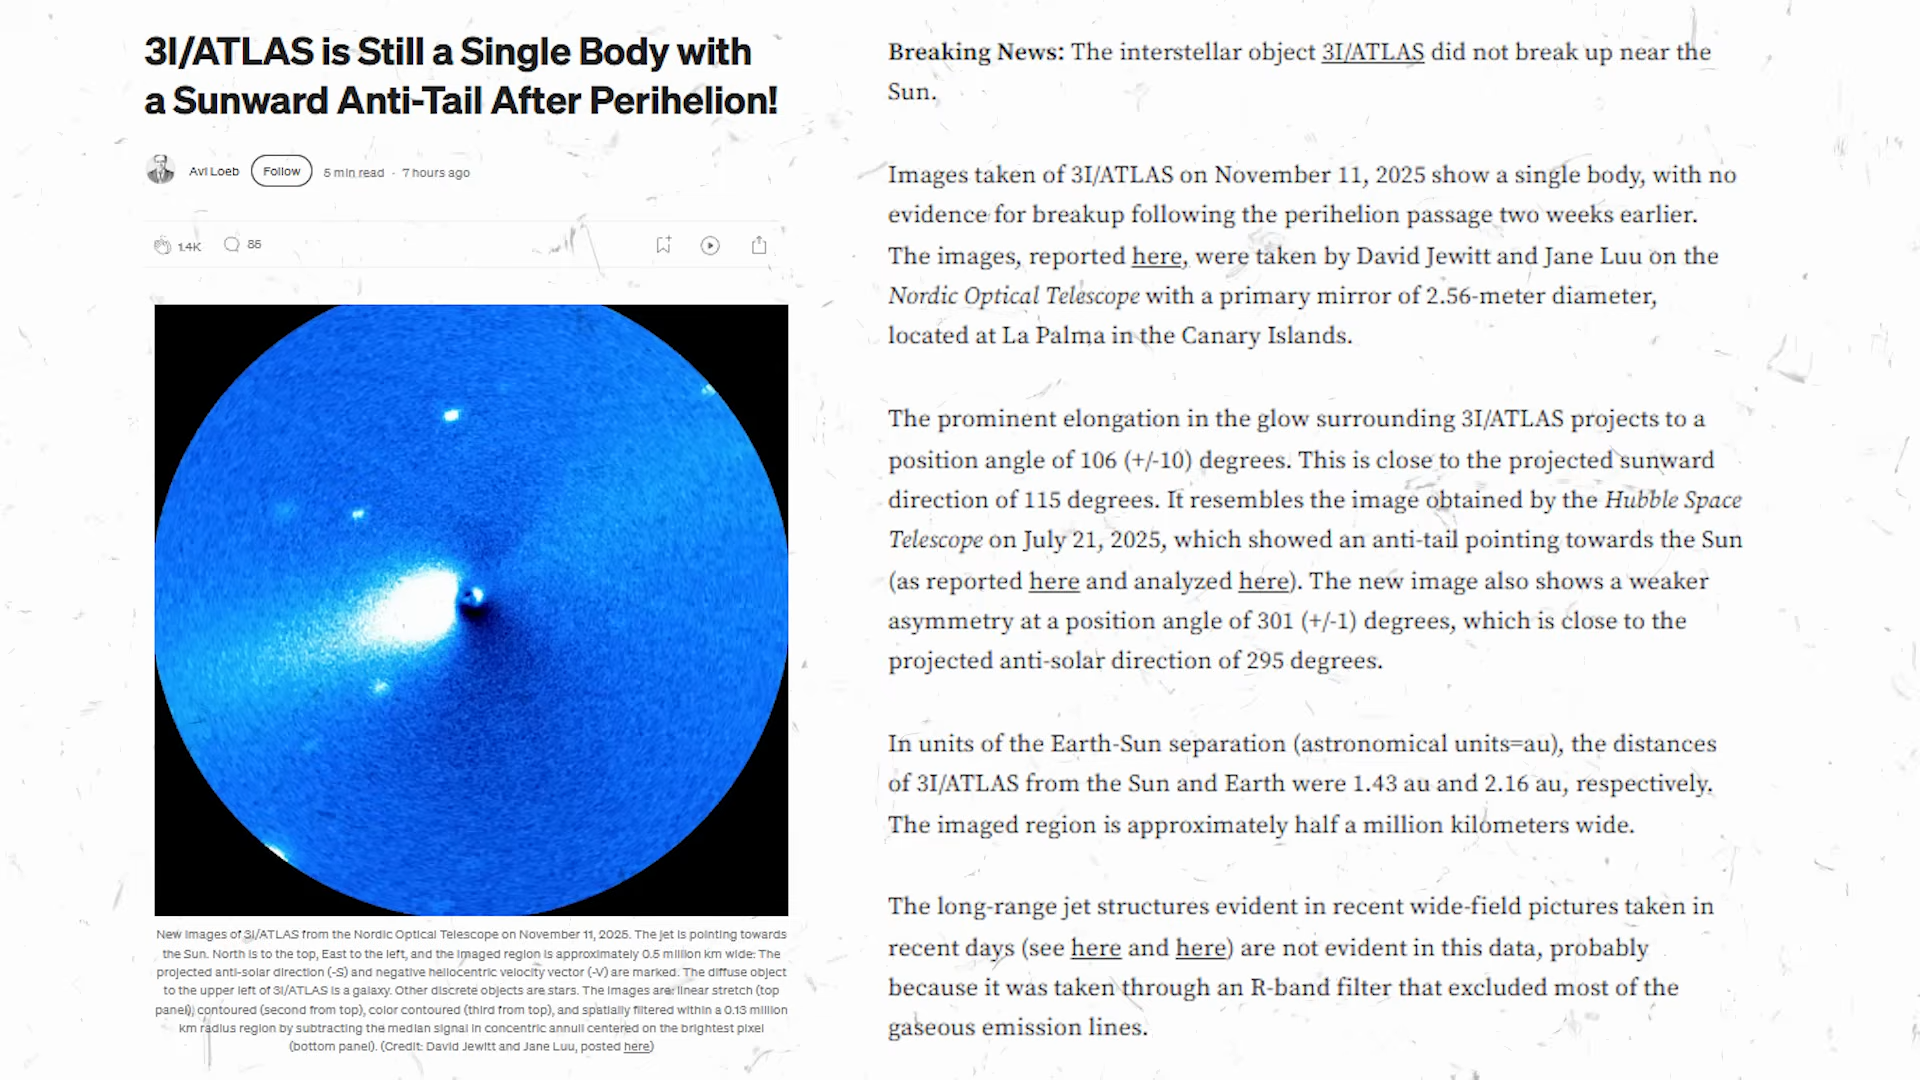 3I/ATLAS is Still a Single Body with
a Sunward Anti-Tail After Perihelion!
Avi Loeb Follow 5 min read · 7 hours ago
1.4K 85
New images of 3I/ATLAS from the Nordic Optical Telescope on November 11, 2025. The jet is pointing towards
the Sun. North is to the top, East to the left, and the imaged region is approximately 0.5 million km wide: The
projected anti-solar direction (-S) and negative heliocentric velocity vector (-V) are marked. The diffuse object
to the upper left of 3I/ATLAS is a galaxy. Other discrete objects are stars. The images are linear stretch (top
panel), contoured (second from top), color contoured (third from top), and spatially filtered within a 0.13 million
km radius region by subtracting the median signal in concentric annuli centered on the brightest pixel
(bottom panel). (Credit: David Jewitt and Jane Luu, posted here)
Breaking News: The interstellar object 3I/ATLAS did not break up near the
Sun.
Images taken of 3I/ATLAS on November 11, 2025 show a single body, with no
evidence for breakup following the perihelion passage two weeks earlier.
The images, reported here, were taken by David Jewitt and Jane Luu on the
Nordic Optical Telescope with a primary mirror of 2.56-meter diameter,
located at La Palma in the Canary Islands.
The prominent elongation in the glow surrounding 3I/ATLAS projects to a
position angle of 106 (+/-10) degrees. This is close to the projected sunward
direction of 115 degrees. It resembles the image obtained by the Hubble Space
Telescope on July 21, 2025, which showed an anti-tail pointing towards the Sun
(as reported here and analyzed here). The new image also shows a weaker
asymmetry at a position angle of 301 (+/-1) degrees, which is close to the
projected anti-solar direction of 295 degrees.
In units of the Earth-Sun separation (astronomical units=au), the distances
of 3I/ATLAS from the Sun and Earth were 1.43 au and 2.16 au, respectively.
The imaged region is approximately half a million kilometers wide.
The long-range jet structures evident in recent wide-field pictures taken in
recent days (see here and here) are not evident in this data, probably
because it was taken through an R-band filter that excluded most of the
gaseous emission lines.